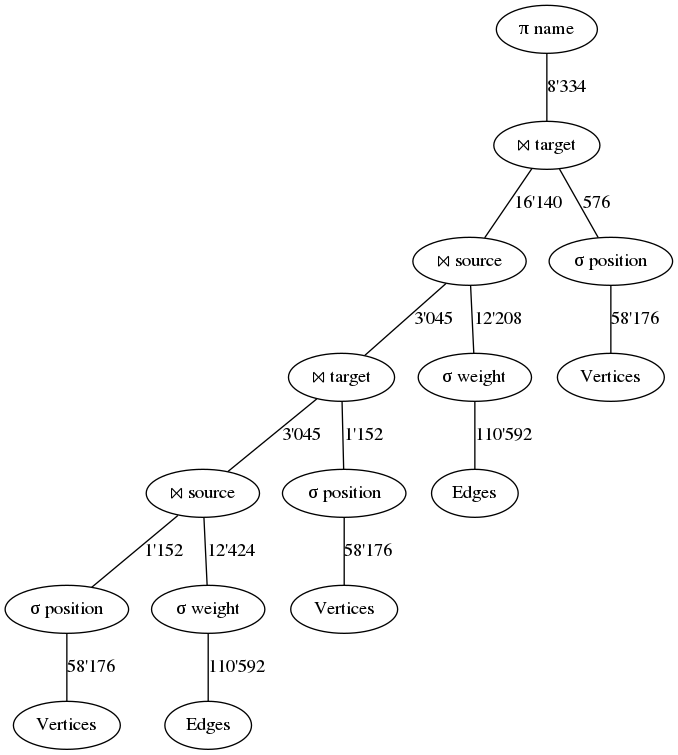 π name
8'334
⋈ target
16'140
576
⋈ source
σ position
3'045
12'208
58'176
⋈ target
σ weight
Vertices
3'045
1'152
110'592
⋈ source
σ position
Edges
1'152
12'424
58'176
σ position
σ weight
Vertices
58'176
110'592
Vertices
Edges